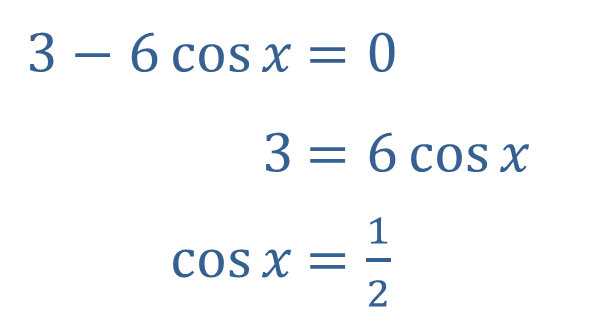 3 − 6 cos x = 0
3 = 6 cos x
cos x = 1/2